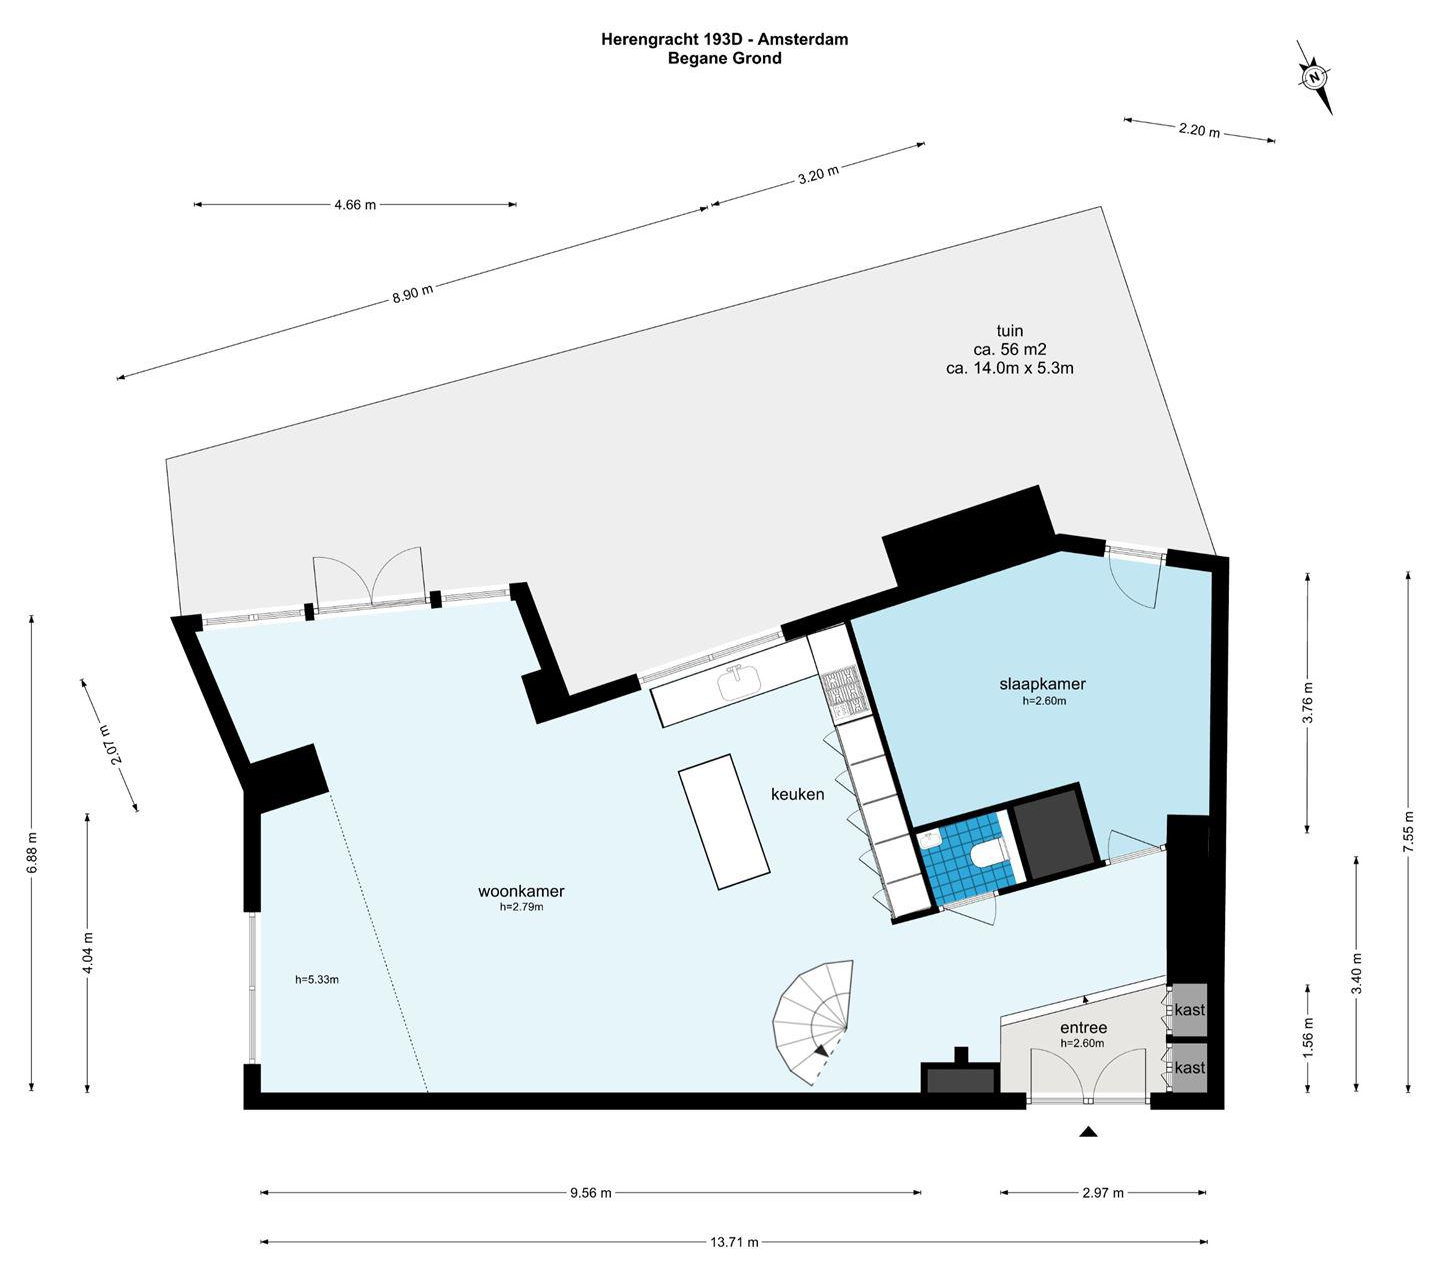 Herengracht 193D - Amsterdam
Begane Grond
N
2.20 m
3.20 m
4.66 m
8.90 m
tuin
ca. 56 m2
ca. 14.0m x 5.3m
slaapkamer
h=2.60m
3.76 m
2.07 m
keuken
7.55 m
6.88 m
woonkamer
h=2.79m
4.04 m
h=5.33m
3.40 m
kast
entree
h=2.60m
1.56 m
kast
9.56 m
2.97 m
13.71 m